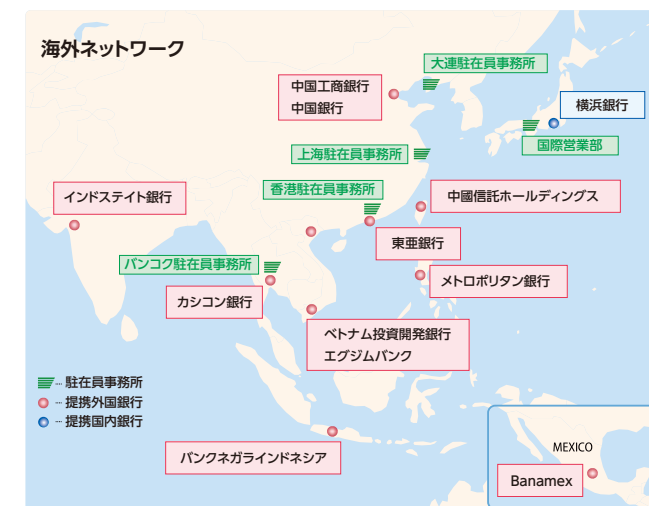 海外ネットワーク
大連駐在員事務所
中国工商銀行
中国銀行
横浜銀行
国際営業部
上海駐在員事務所
香港駐在員事務所
インドステイト銀行
中國信託ホールディングス
東亜銀行
バンコク駐在員事務所
メトロポリタン銀行
カシコン銀行
ベトナム投資開発銀行
エグジムバンク
駐在員事務所
提携外国銀行
提携国内銀行
バンクネガラインドネシア
MEXICO
Banamex